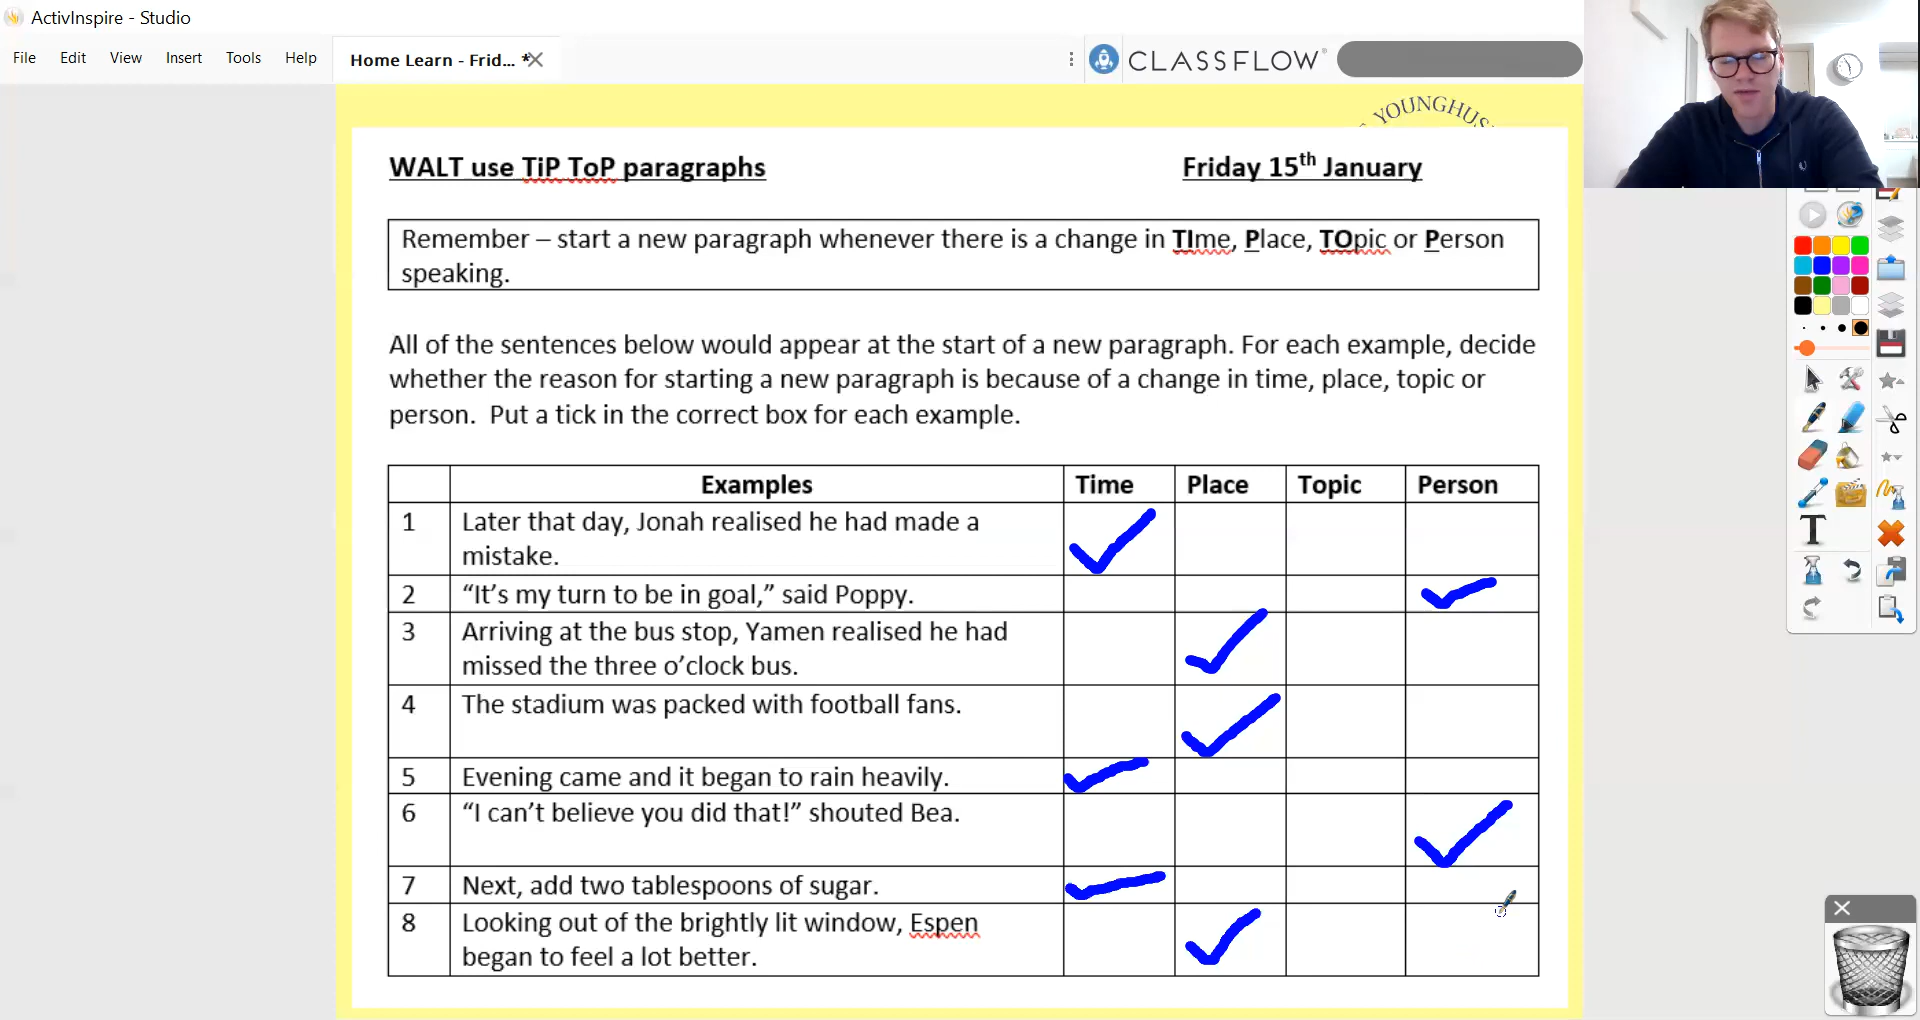 ActivInspire - Studio
File Edit View Insert Tools Help Home Learn - Frid... * CLASSFLOW
YOUNGHUS
WALT use TiP ToP paragraphs Friday 15th January
Remember – start a new paragraph whenever there is a change in TIme, Place, TOpic or Person
speaking.
All of the sentences below would appear at the start of a new paragraph. For each example, decide
whether the reason for starting a new paragraph is because of a change in time, place, topic or
person. Put a tick in the correct box for each example.
Examples Time Place Topic Person
1 Later that day, Jonah realised he had made a
mistake.
2 “It’s my turn to be in goal,” said Poppy.
3 Arriving at the bus stop, Yamen realised he had
missed the three o’clock bus.
4 The stadium was packed with football fans.
5 Evening came and it began to rain heavily.
6 “I can’t believe you did that!” shouted Bea.
7 Next, add two tablespoons of sugar.
8 Looking out of the brightly lit window, Espen
began to feel a lot better.